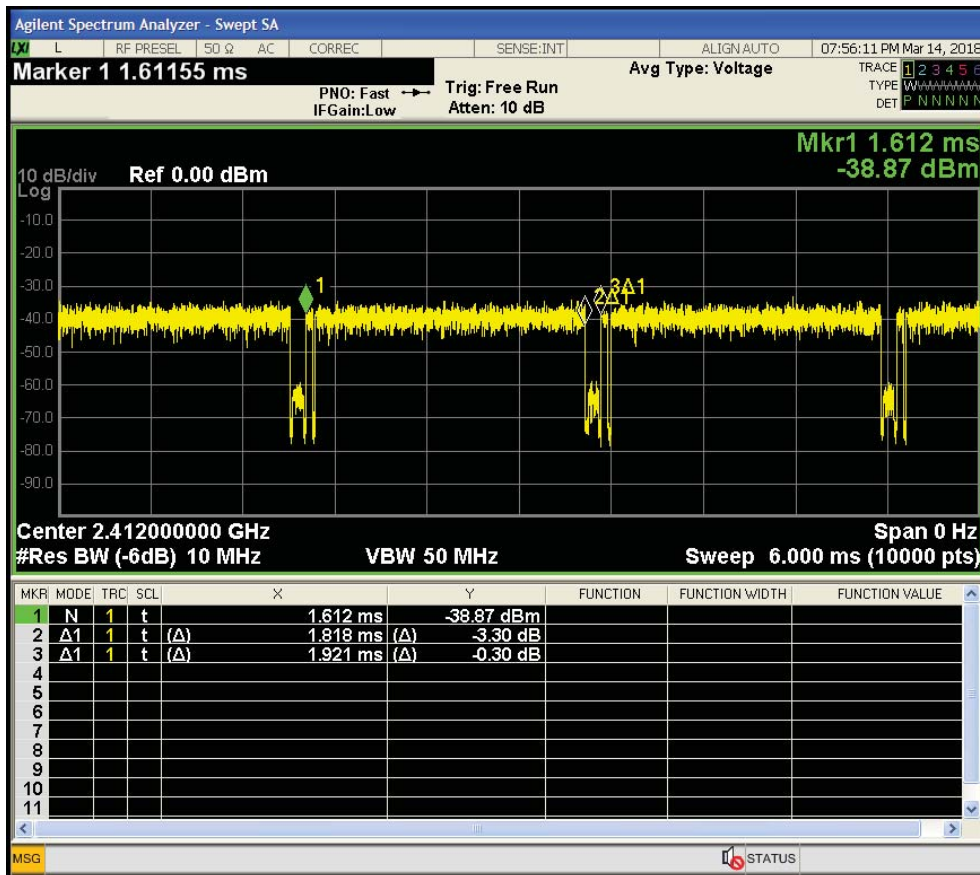 Agilent Spectrum Analyzer - Swept SA
LXI L RF PRESEL 50 Ω AC CORREC SENSE:INT ALIGN AUTO 07:56:11 PM Mar 14, 2018
Marker 1 1.61155 ms
PNO: Fast
IFGain:Low
Trig: Free Run
Atten: 10 dB
Avg Type: Voltage
TRACE 1 2 3 4 5 6
TYPE W
DET P N N N N N
Mkr1 1.612 ms
-38.87 dBm
10 dB/div Ref 0.00 dBm
Log
-10.0
-20.0
-30.0
-40.0
-50.0
-60.0
-70.0
-80.0
-90.0
1
2Δ1
3Δ1
Center 2.412000000 GHz Span 0 Hz
#Res BW (-6dB) 10 MHz VBW 50 MHz Sweep 6.000 ms (10000 pts)
MKR MODE TRC SCL X Y FUNCTION FUNCTION WIDTH FUNCTION VALUE
1 N 1 t 1.612 ms -38.87 dBm
2 Δ1 1 t (Δ) 1.818 ms (Δ) -3.30 dB
3 Δ1 1 t (Δ) 1.921 ms (Δ) -0.30 dB
4
5
6
7
8
9
10
11
MSG STATUS